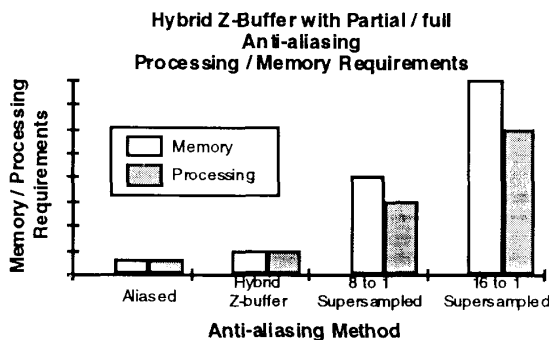 Hybrid Z-Buffer with Partial / full
Anti-aliasing
Processing / Memory Requirements
Memory / Processing
Requirements
Memory
Processing
Aliased
Hybrid
Z-buffer
8 to 1
Supersampled
16 to 1
Supersampled
Anti-aliasing Method